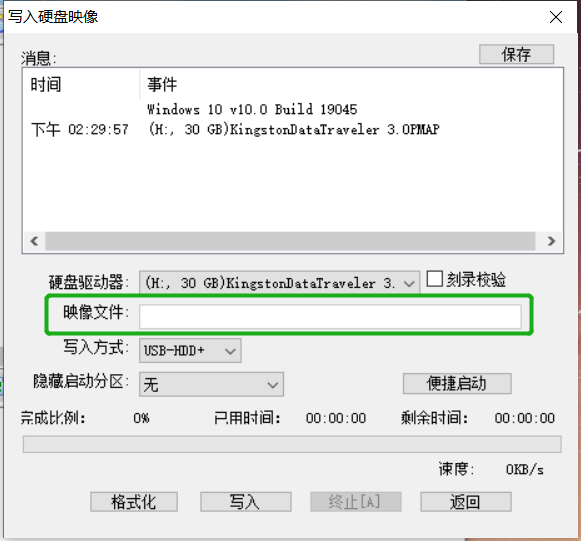 写入硬盘映像
消息:
保存
时间 事件
Windows 10 v10.0 Build 19045
下午 02:29:57 (H:, 30 GB)KingstonDataTraveler 3.0PMAP
硬盘驱动器: (H:, 30 GB)KingstonDataTraveler 3. 刻录校验
映像文件:
写入方式: USB-HDD+
隐藏启动分区: 无 便捷启动
完成比例: 0% 已用时间: 00:00:00 剩余时间: 00:00:00
速度: 0KB/s
格式化 写入 终止[A] 返回